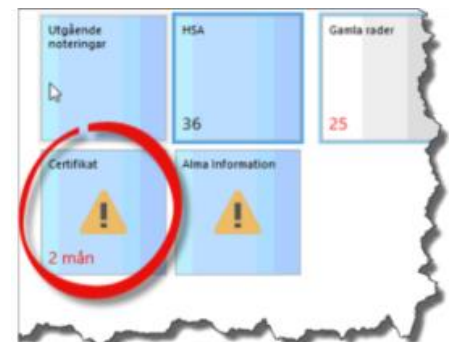 Utgående
noteringar
HSA
36
Gamla rader
25
Certifikat
2 mån
Alma Information